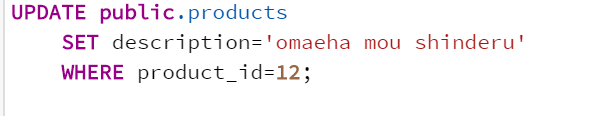 UPDATE public.products
SET description='omaeha mou shinderu'
WHERE product_id=12;